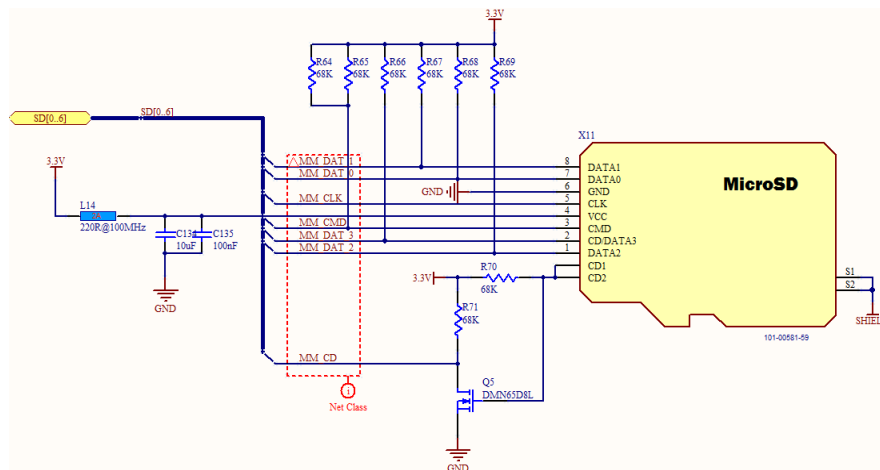 3.3V
R64
68K
R65
68K
R66
68K
R67
68K
R68
68K
R69
68K
SD[0..6]
SD[0..6]
X11
MicroSD
3.3V
MM_DAT_1
8
DATA1
MM_DAT_0
7
DATA0
GND
6
GND
MM_CLK
5
CLK
L14
220R@100MHz
4
VCC
MM_CMD
3
CMD
C135
10uF
100nF
MM_DAT_3
2
CD/DATA3
MM_DAT_2
1
DATA2
3.3V
R70
68K
CD1
CD2
S1
S2
GND
R71
68K
SHIEL
101-00581-59
MM_CD
Q5
DMN65D8L
i
Net Class
GND